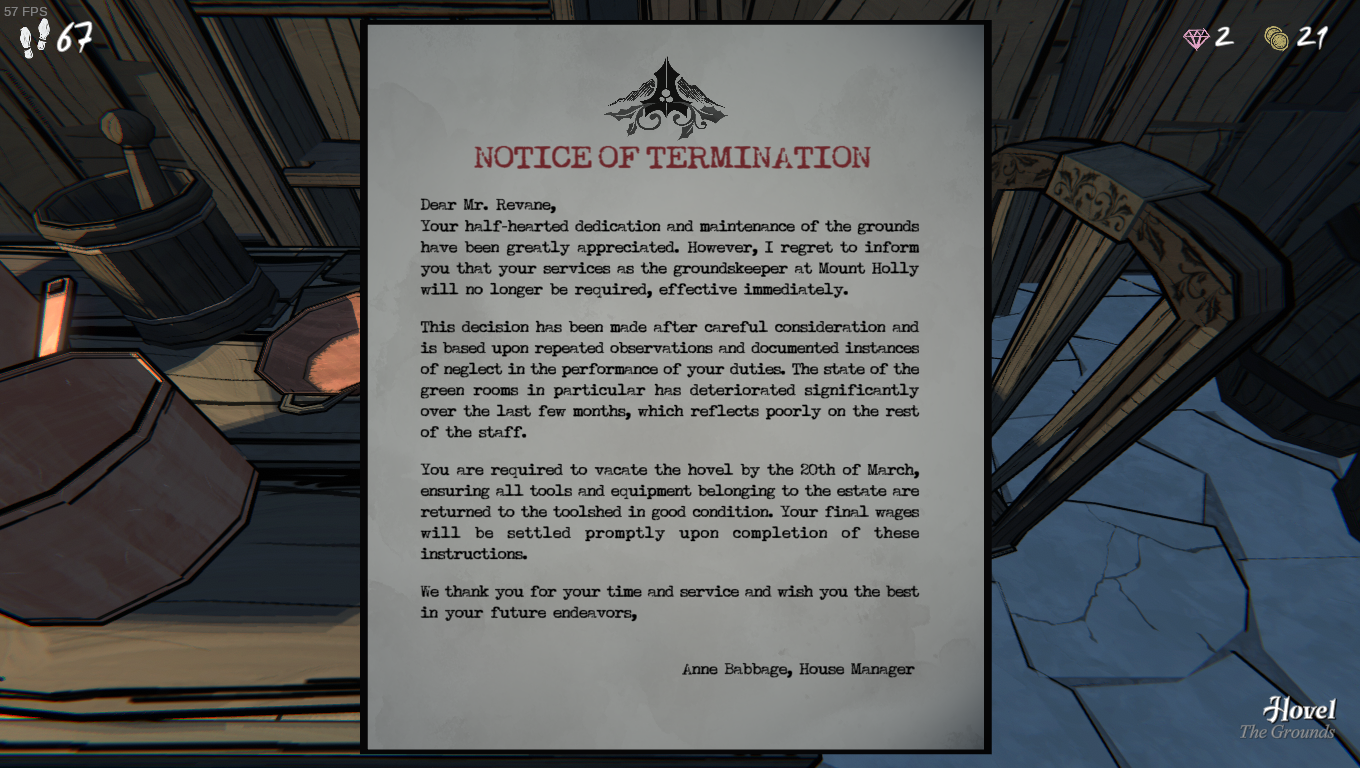 57 FPS
67
2
21
NOTICE OF TERMINATION
Dear Mr. Revane,
Your half-hearted dedication and maintenance of the grounds
have been greatly appreciated. However, I regret to inform
you that your services as the groundskeeper at Mount Holly
will no longer be required, effective immediately.
This decision has been made after careful consideration and
is based upon repeated observations and documented instances
of neglect in the performance of your duties. The state of the
green rooms in particular has deteriorated significantly
over the last few months, which reflects poorly on the rest
of the staff.
You are required to vacate the hovel by the 20th of March,
ensuring all tools and equipment belonging to the estate are
returned to the toolshed in good condition. Your final wages
will be settled promptly upon completion of these
instructions.
We thank you for your time and service and wish you the best
in your future endeavors,
Anne Babbage, House Manager
Hovel
The Grounds